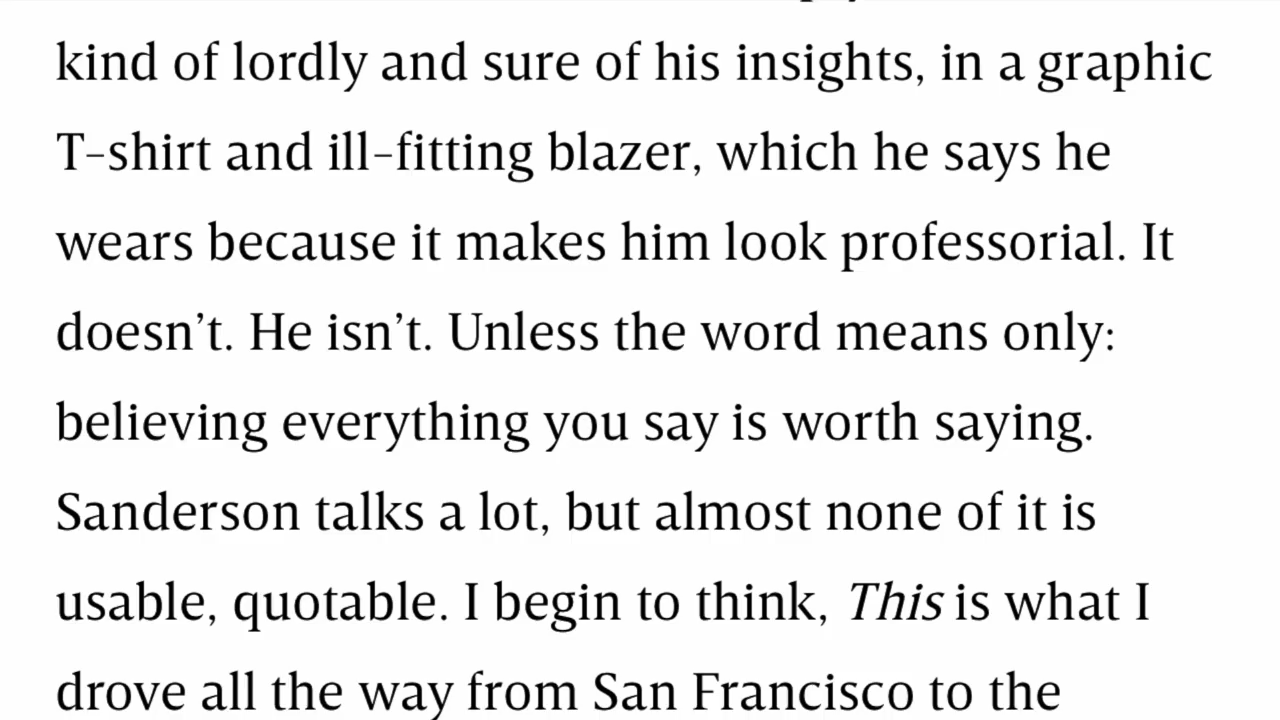 kind of lordly and sure of his insights, in a graphic
T-shirt and ill-fitting blazer, which he says he
wears because it makes him look professorial. It
doesn’t. He isn’t. Unless the word means only:
believing everything you say is worth saying.
Sanderson talks a lot, but almost none of it is
usable, quotable. I begin to think, This is what I
drove all the way from San Francisco to the